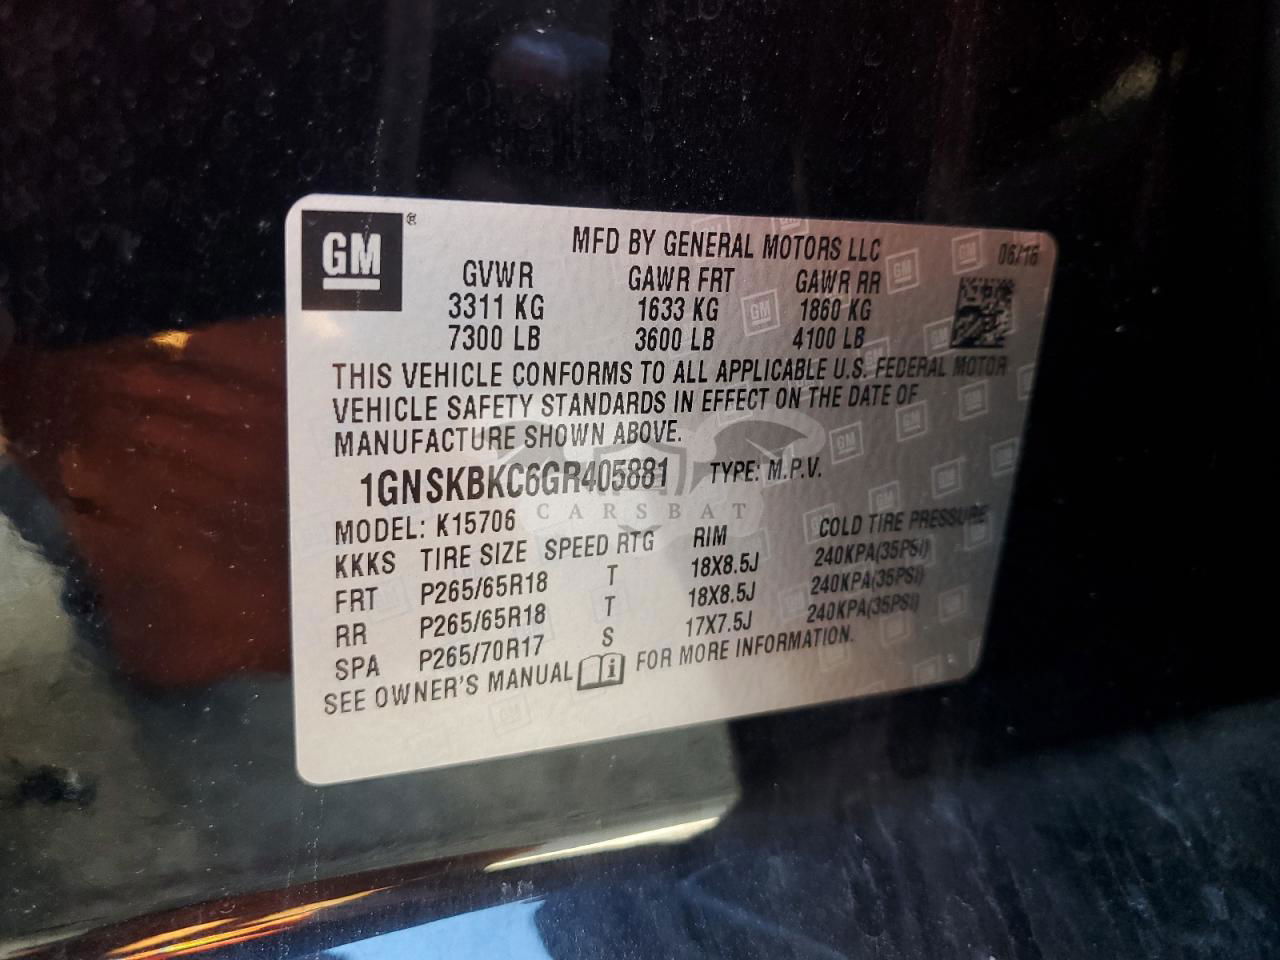 GM ®
MFD BY GENERAL MOTORS LLC 06/16
GVWR GAWR FRT GAWR RR
3311 KG 1633 KG 1860 KG
7300 LB 3600 LB 4100 LB
THIS VEHICLE CONFORMS TO ALL APPLICABLE U.S. FEDERAL MOTOR
VEHICLE SAFETY STANDARDS IN EFFECT ON THE DATE OF
MANUFACTURE SHOWN ABOVE.
1GNSKBKC6GR405881 TYPE: M.P.V.
CARSBAT
MODEL: K15706
KKKS TIRE SIZE SPEED RTG RIM COLD TIRE PRESSURE
FRT P265/65R18 T 18X8.5J 240KPA(35PSI)
RR P265/65R18 T 18X8.5J 240KPA(35PSI)
SPA P265/70R17 S 17X7.5J 240KPA(35PSI)
SEE OWNER'S MANUAL i FOR MORE INFORMATION.